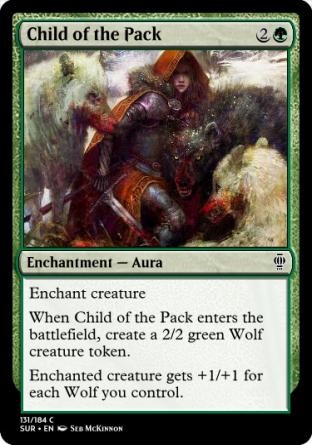 Child of the Pack 2
Enchantment — Aura
Enchant creature
When Child of the Pack enters the
battlefield, create a 2/2 green Wolf
creature token.
Enchanted creature gets +1/+1 for
each Wolf you control.
131/184 C
SUR • EN Seb McKinnon